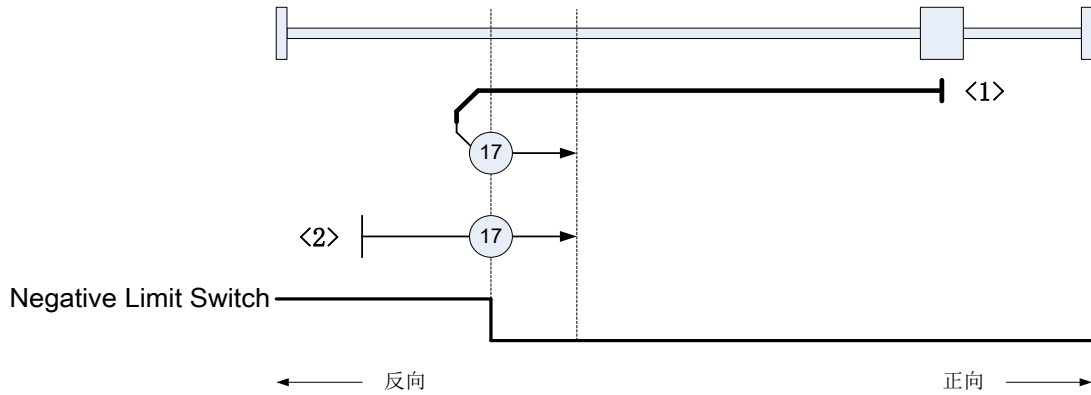 <1>
17
<2>
17
Negative Limit Switch
反向
正向